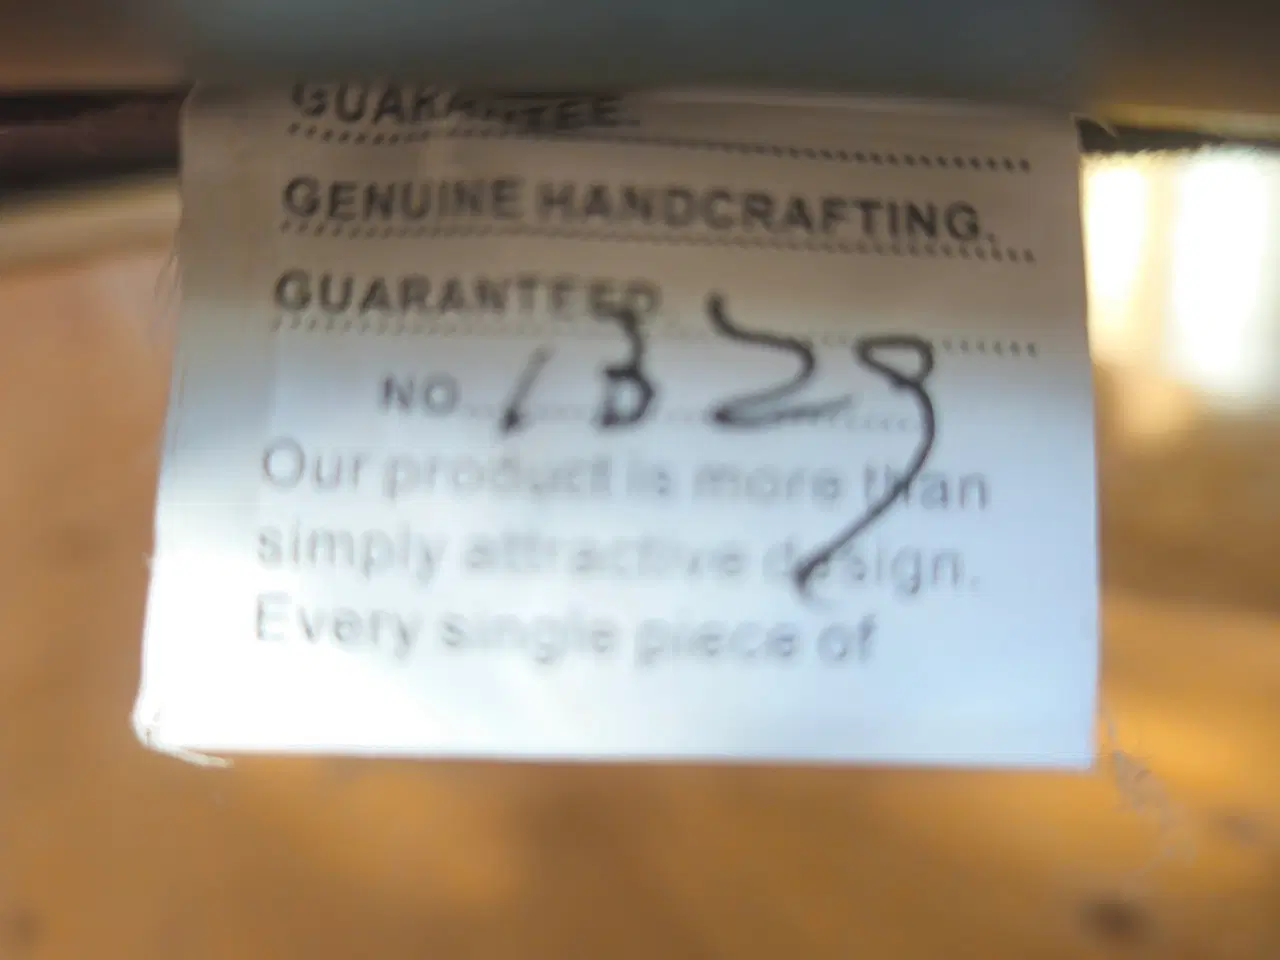 GUARANTEE.
GENUINE HANDCRAFTING.
GUARANTEED
NO. 1329
Our product is more than
simply attractive design.
Every single piece of